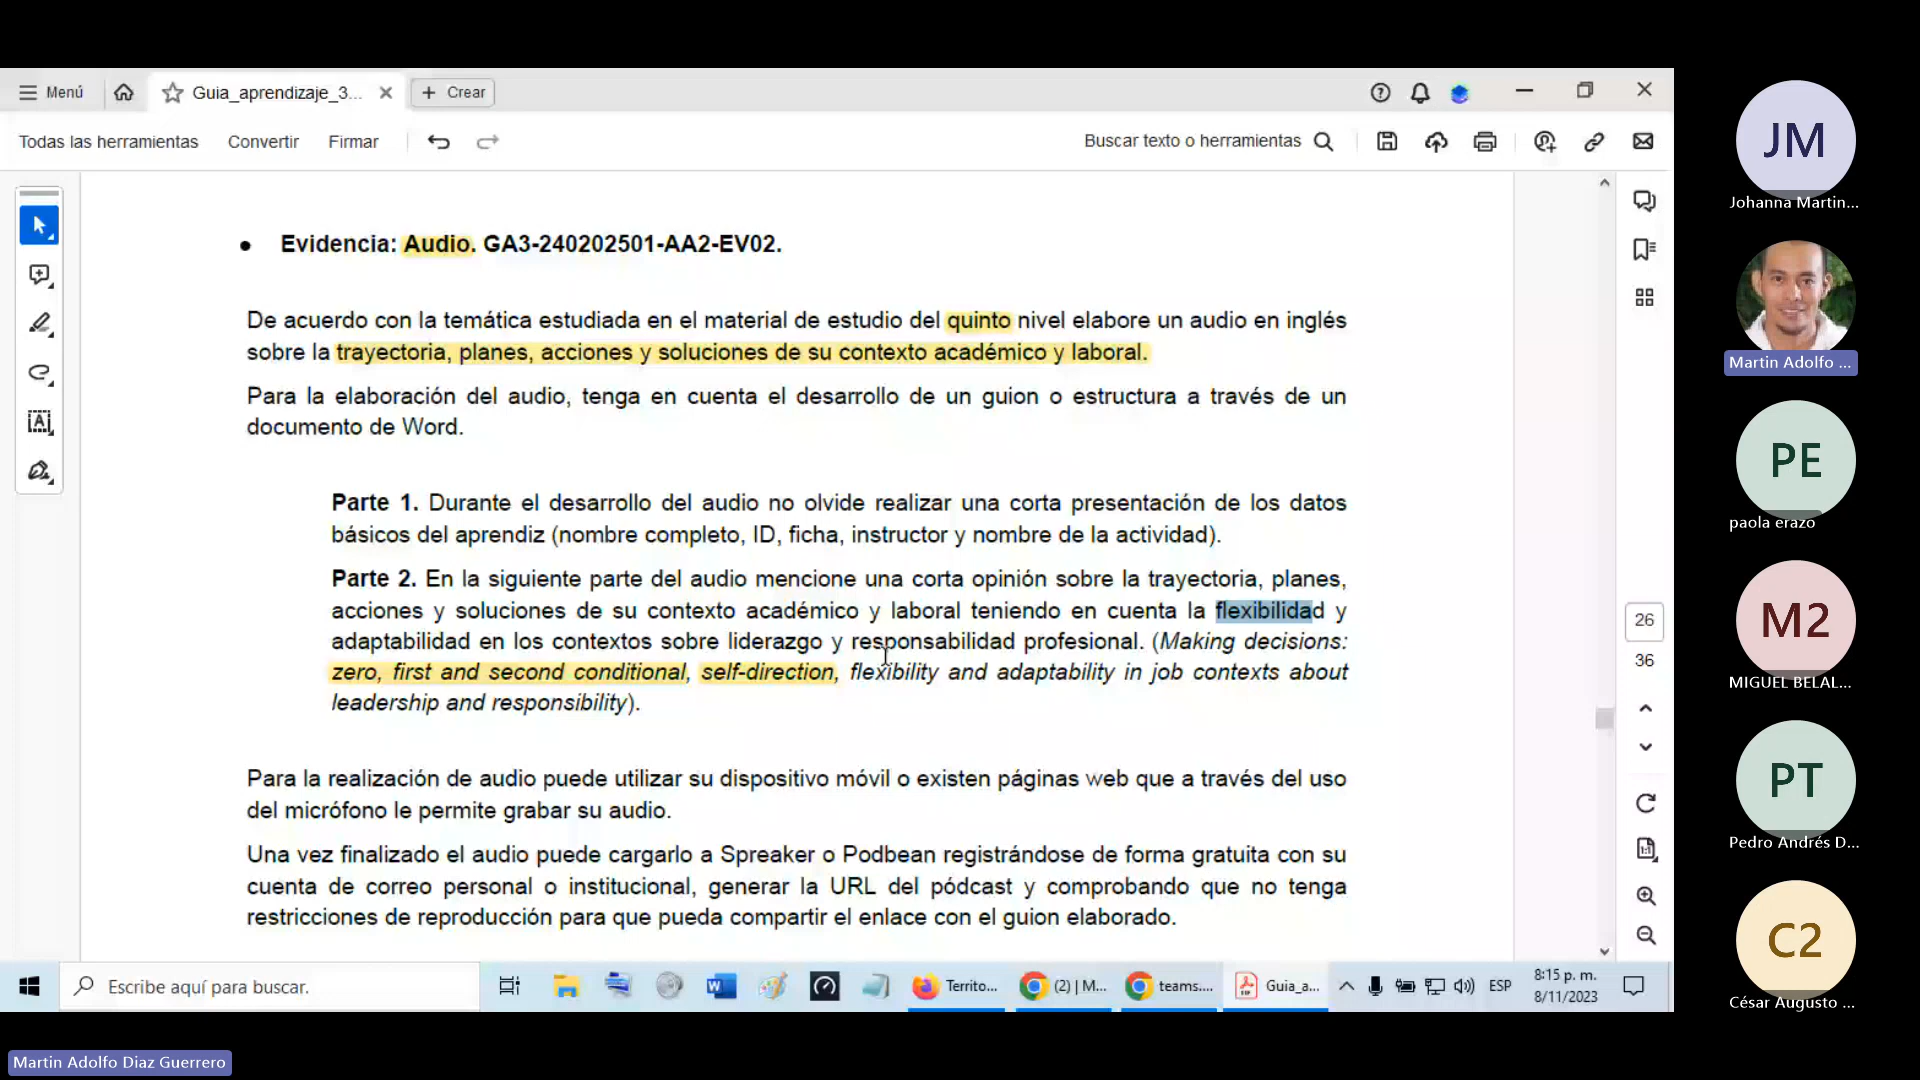 Menú
Guia_aprendizaje_3...
Crear
Todas las herramientas
Convertir
Firmar
Buscar texto o herramientas
Evidencia: Audio. GA3-240202501-AA2-EV02.
De acuerdo con la temática estudiada en el material de estudio del quinto nivel elabore un audio en inglés
sobre la trayectoria, planes, acciones y soluciones de su contexto académico y laboral.
Para la elaboración del audio, tenga en cuenta el desarrollo de un guion o estructura a través de un
documento de Word.
Parte 1. Durante el desarrollo del audio no olvide realizar una corta presentación de los datos
básicos del aprendiz (nombre completo, ID, ficha, instructor y nombre de la actividad).
Parte 2. En la siguiente parte del audio mencione una corta opinión sobre la trayectoria, planes,
acciones y soluciones de su contexto académico y laboral teniendo en cuenta la flexibilidad y
adaptabilidad en los contextos sobre liderazgo y responsabilidad profesional. (Making decisions:
zero, first and second conditional, self-direction, flexibility and adaptability in job contexts about
leadership and responsibility).
Para la realización de audio puede utilizar su dispositivo móvil o existen páginas web que a través del uso
del micrófono le permite grabar su audio.
Una vez finalizado el audio puede cargarlo a Spreaker o Podbean registrándose de forma gratuita con su
cuenta de correo personal o institucional, generar la URL del pódcast y comprobando que no tenga
restricciones de reproducción para que pueda compartir el enlace con el guion elaborado.
26
36
Escribe aquí para buscar.
Territo...
(2) | M...
teams....
Guia_a...
ESP
8:15 p. m.
8/11/2023
JM
Johanna Martin...
Martin Adolfo ...
PE
paola erazo
M2
MIGUEL BELAL...
PT
Pedro Andrés D...
C2
César Augusto ...
Martin Adolfo Diaz Guerrero